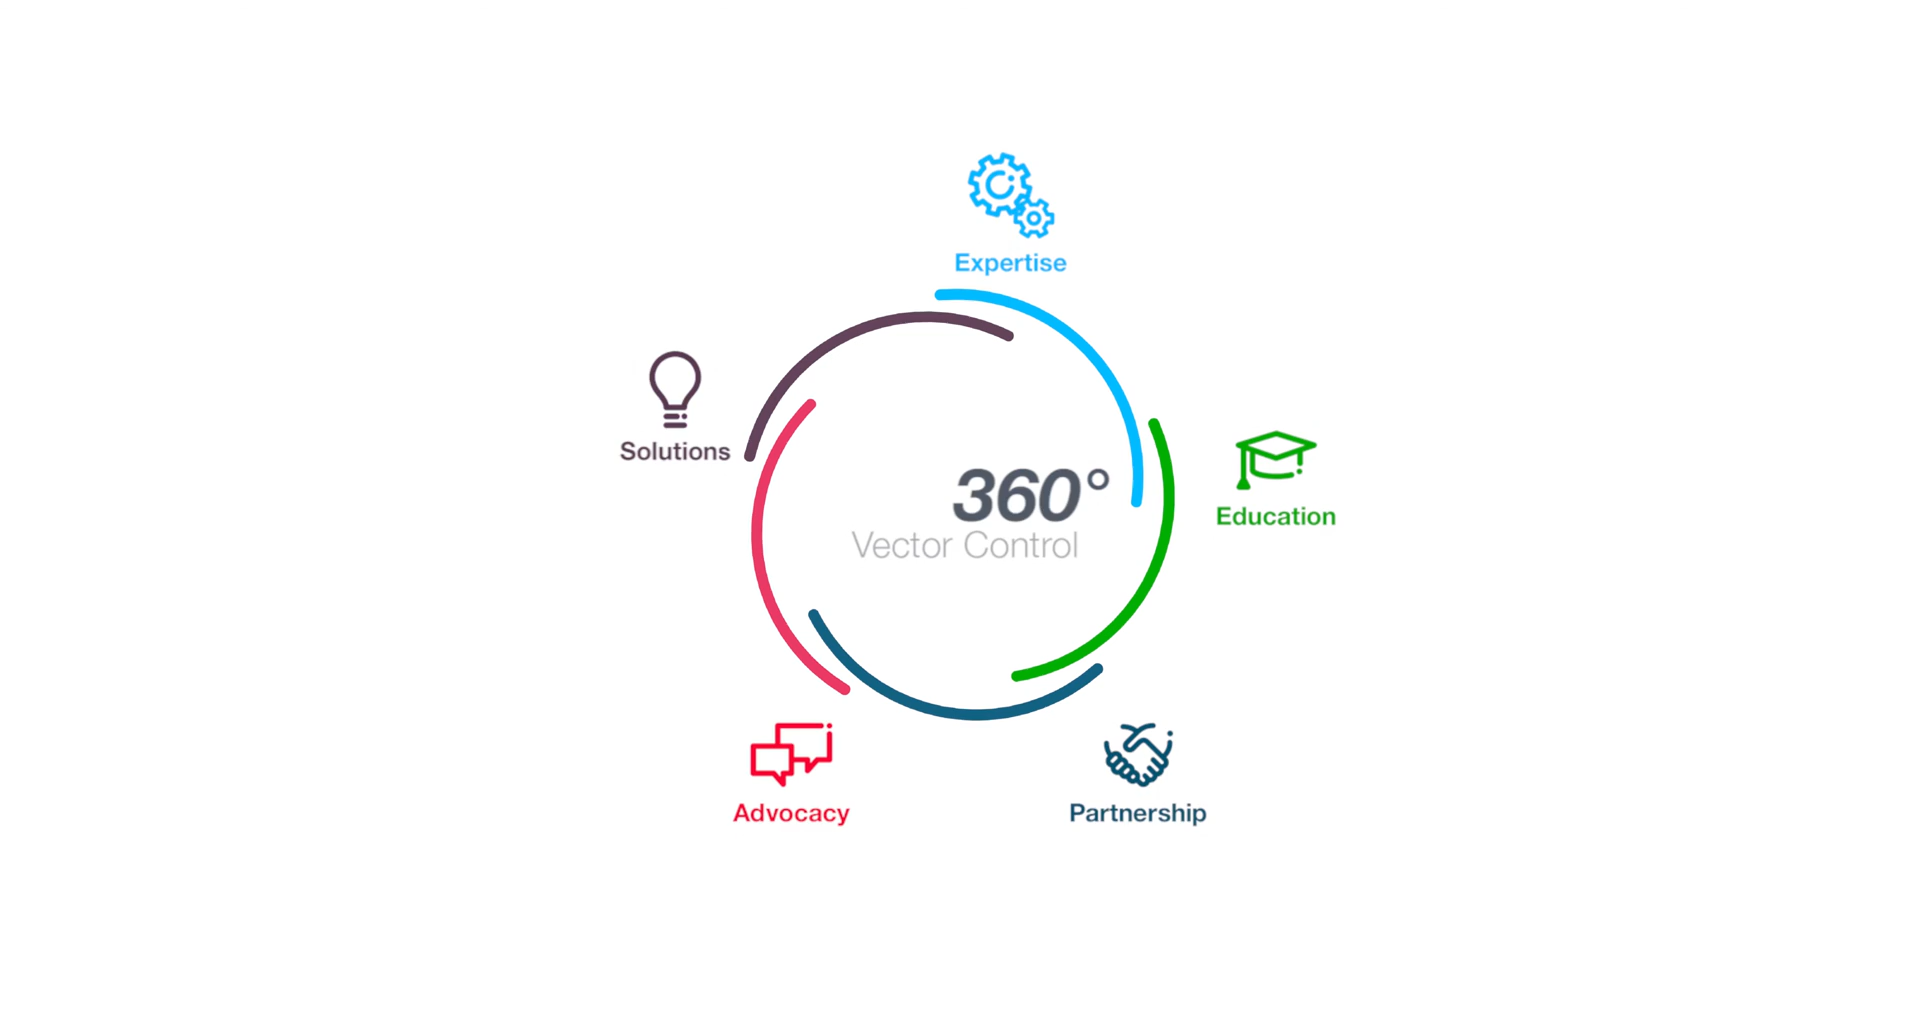 Expertise
Solutions
360°
Vector Control
Education
Advocacy
Partnership